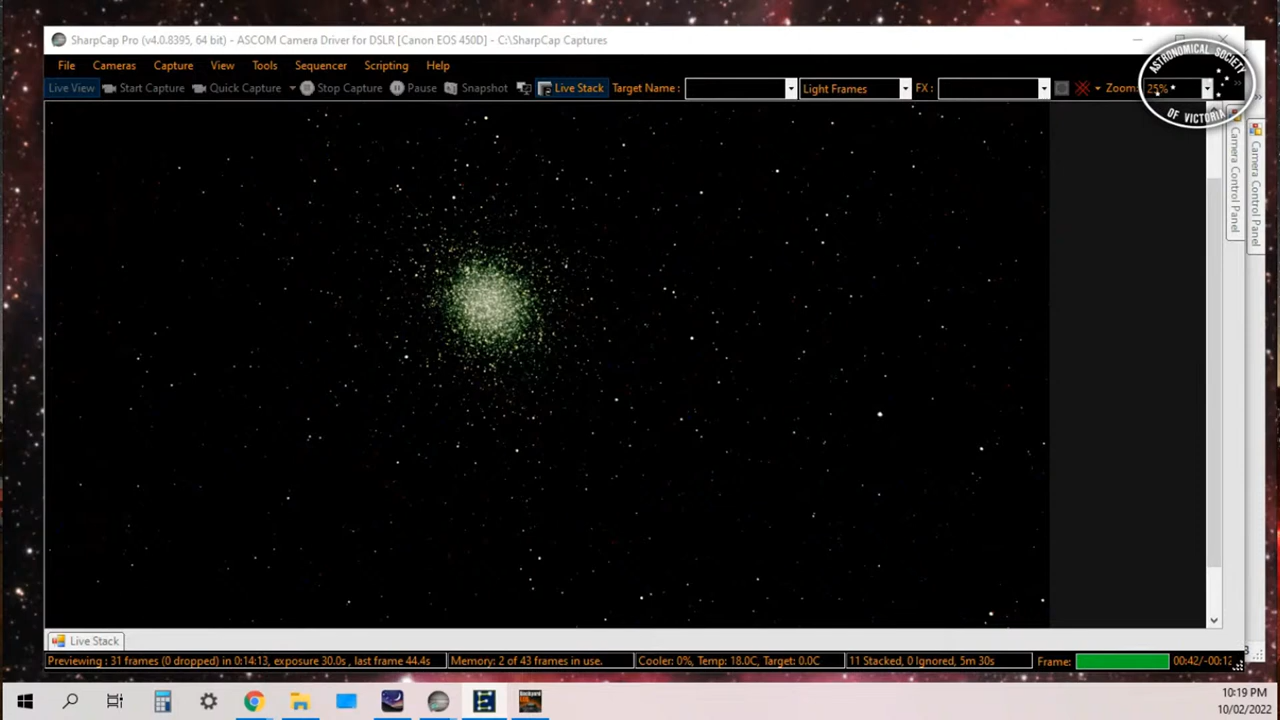 SharpCap Pro (v4.0.8395, 64 bit) - ASCOM Camera Driver for DSLR [Canon EOS 450D] - C:\SharpCap Captures
File Cameras Capture View Tools Sequencer Scripting Help
Live View Start Capture Quick Capture Stop Capture Pause Snapshot Live Stack Target Name : Light Frames FX : Zoom: 25%
ASTRONOMICAL SOCIETY
OF VICTORIA
Camera Control Panel
Camera Control Panel
Live Stack
Previewing : 31 frames (0 dropped) in 0:14:13, exposure 30.0s , last frame 44.4s Memory: 2 of 43 frames in use. Cooler: 0%, Temp: 18.0C, Target: 0.0C 11 Stacked, 0 Ignored, 5m 30s Frame: 00:42/-00:12
10:19 PM
10/02/2022